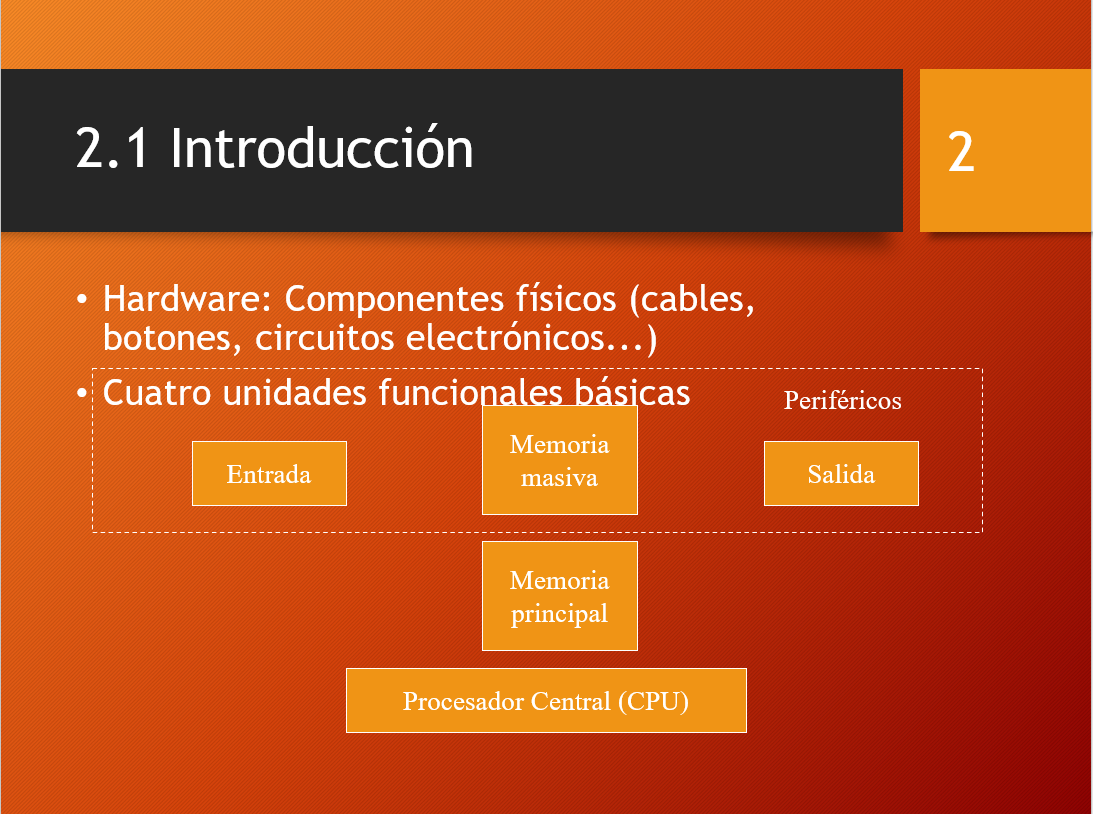 2.1 Introducción
2
• Hardware: Componentes físicos (cables,
botones, circuitos electrónicos...)
• Cuatro unidades funcionales básicas
Periféricos
Entrada
Memoria
masiva
Salida
Memoria
principal
Procesador Central (CPU)